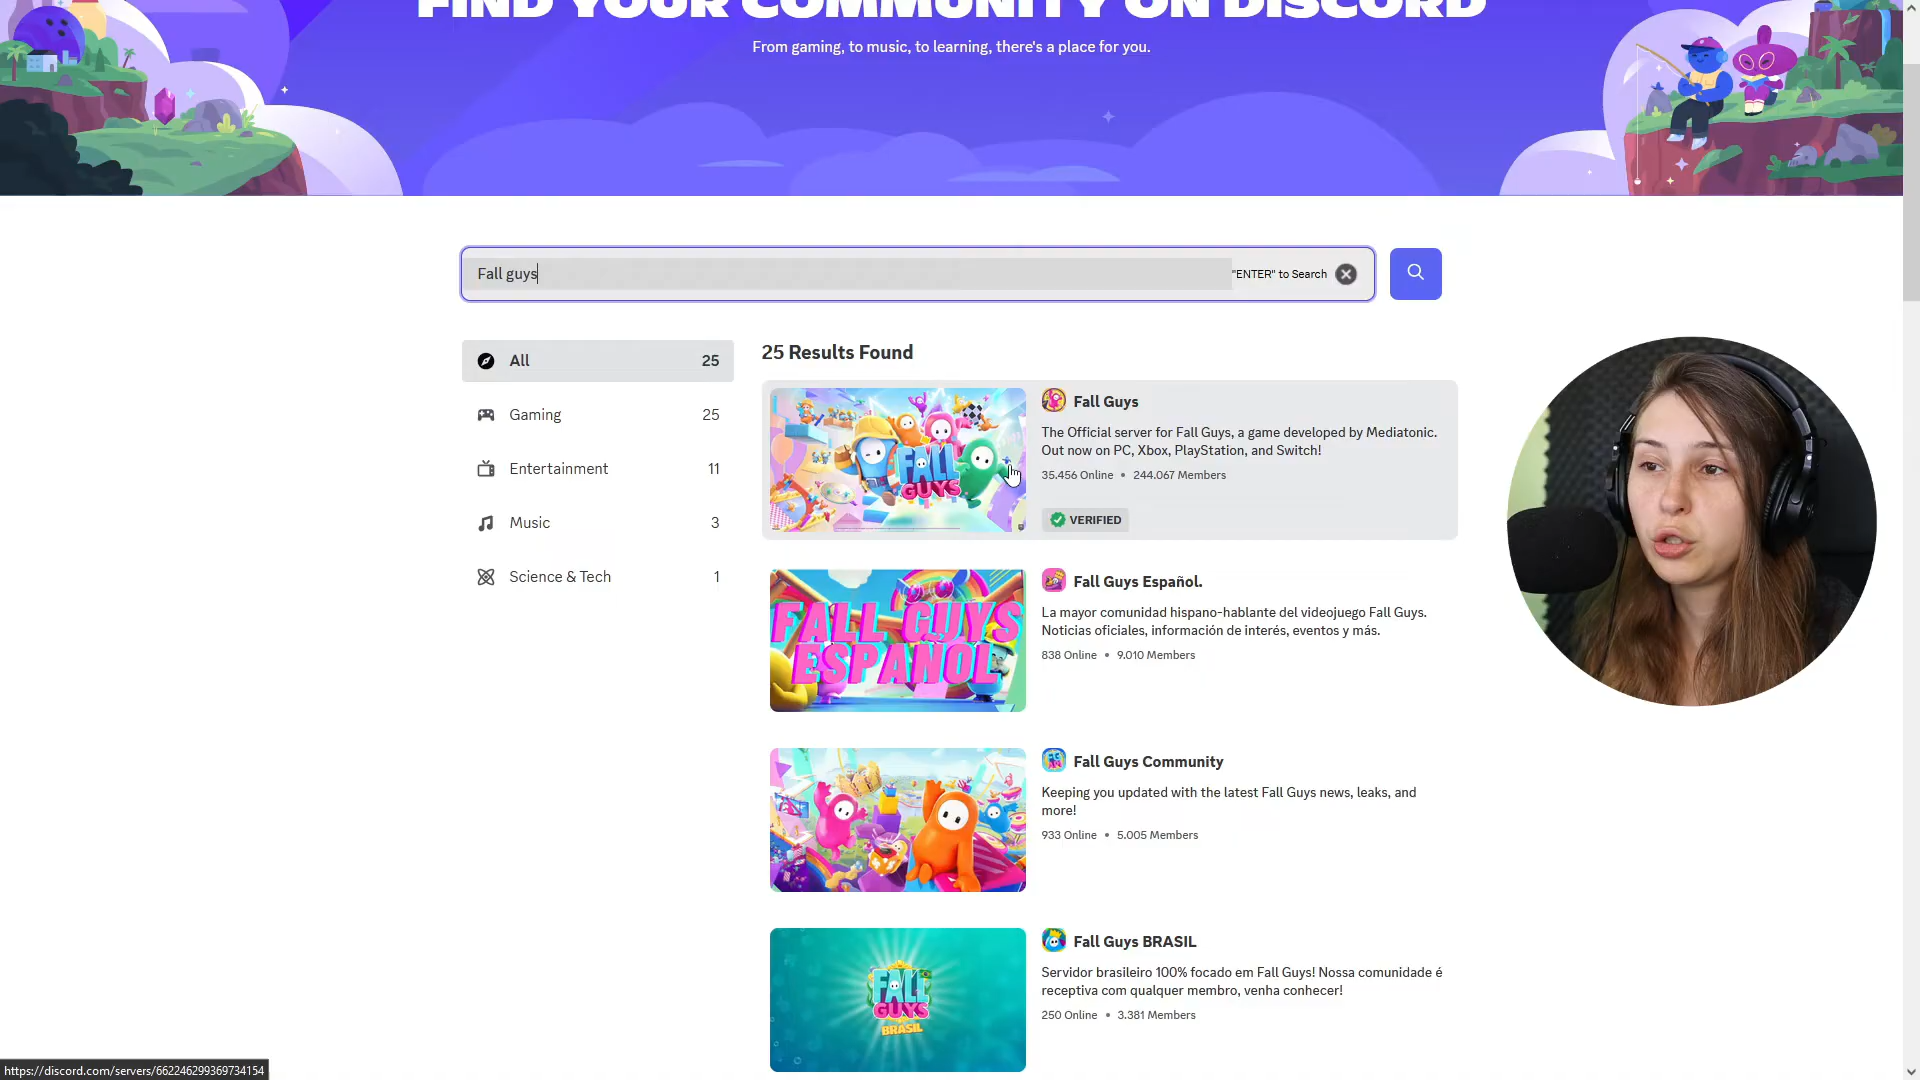 FIND YOUR COMMUNITY ON DISCORD
From gaming, to music, to learning, there's a place for you.
Fall guys
"ENTER" to Search
All 25
Gaming 25
Entertainment 11
Music 3
Science & Tech 1
25 Results Found
FALL GUYS
Fall Guys
The Official server for Fall Guys, a game developed by Mediatonic.
Out now on PC, Xbox, PlayStation, and Switch!
35.456 Online • 244.067 Members
VERIFIED
FALL GUYS
ESPAÑOL
Fall Guys Español.
La mayor comunidad hispano-hablante del videojuego Fall Guys.
Noticias oficiales, información de interés, eventos y más.
838 Online • 9.010 Members
Fall Guys Community
Keeping you updated with the latest Fall Guys news, leaks, and
more!
933 Online • 5.005 Members
FALL
GUYS
BRASIL
Fall Guys BRASIL
Servidor brasileiro 100% focado em Fall Guys! Nossa comunidade é
receptiva com qualquer membro, venha conhecer!
250 Online • 3.381 Members
https://discord.com/servers/662246299369734154